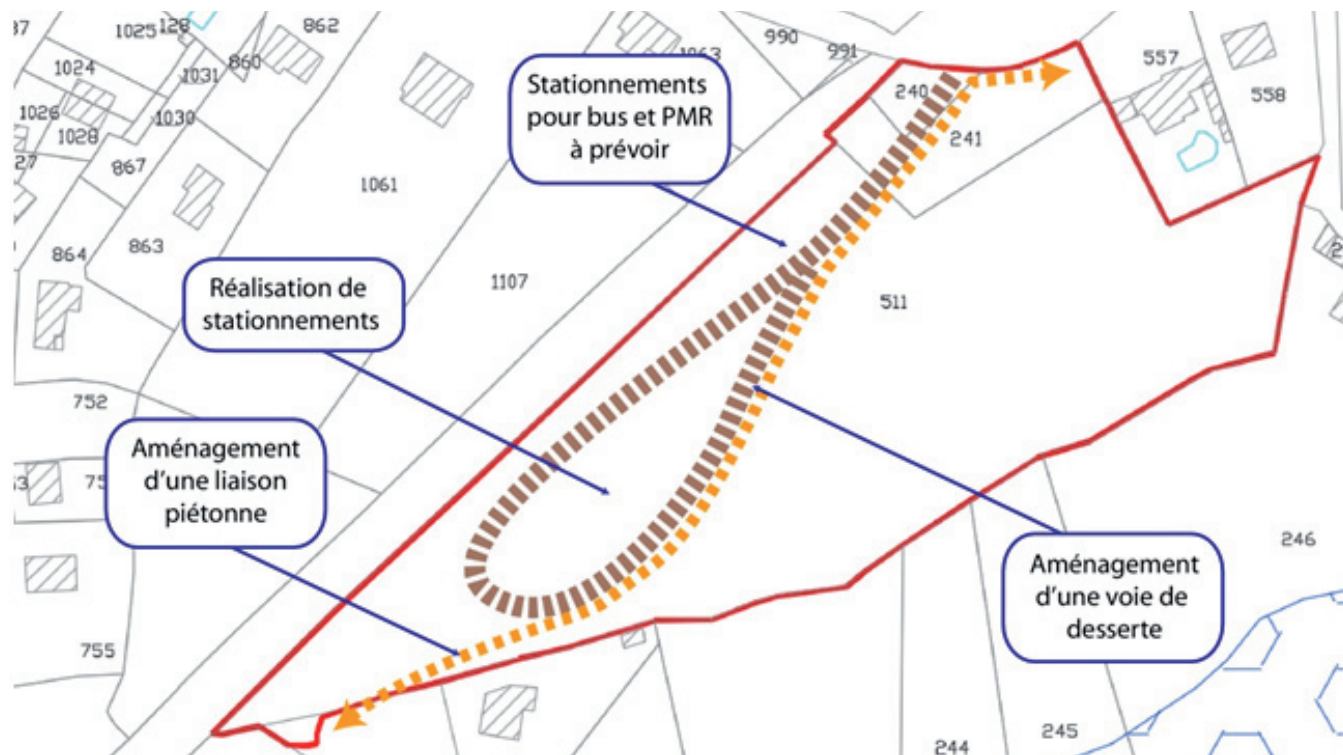 1025
128
862
860
1024
1031
1026
1028
1030
867
864
863
1061
1107
990
991
240
241
557
558
511
Stationnements
pour bus et PMR
à prévoir
Réalisation de
stationnements
752
Aménagement
d'une liaison
piétonne
755
Aménagement
d'une voie de
desserte
246
245
244